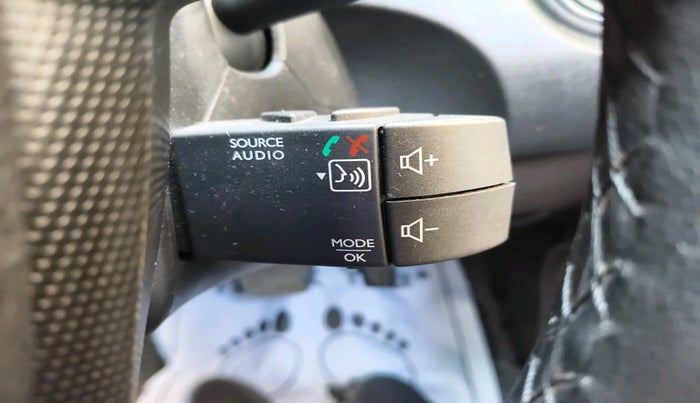 SOURCE
AUDIO
+
MODE
OK
-